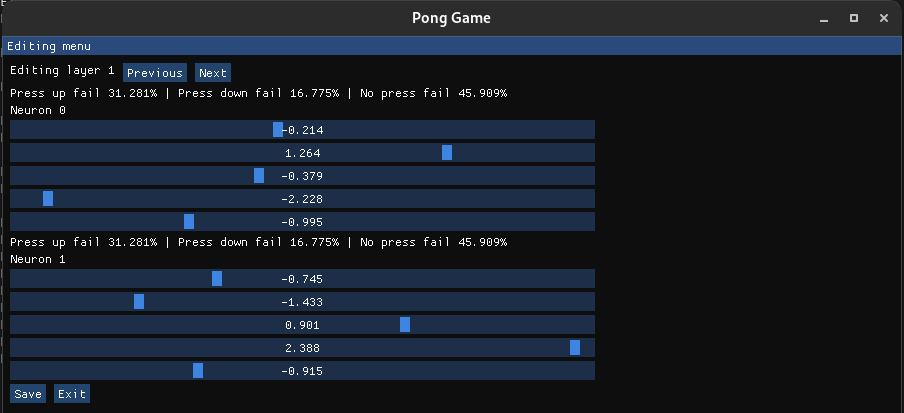 Pong Game
Editing menu
Editing layer 1 Previous Next
Press up fail 31.281% | Press down fail 16.775% | No press fail 45.909%
Neuron 0
-0.214
1.264
-0.379
-2.228
-0.995
Press up fail 31.281% | Press down fail 16.775% | No press fail 45.909%
Neuron 1
-0.745
-1.433
0.901
2.388
-0.915
Save Exit